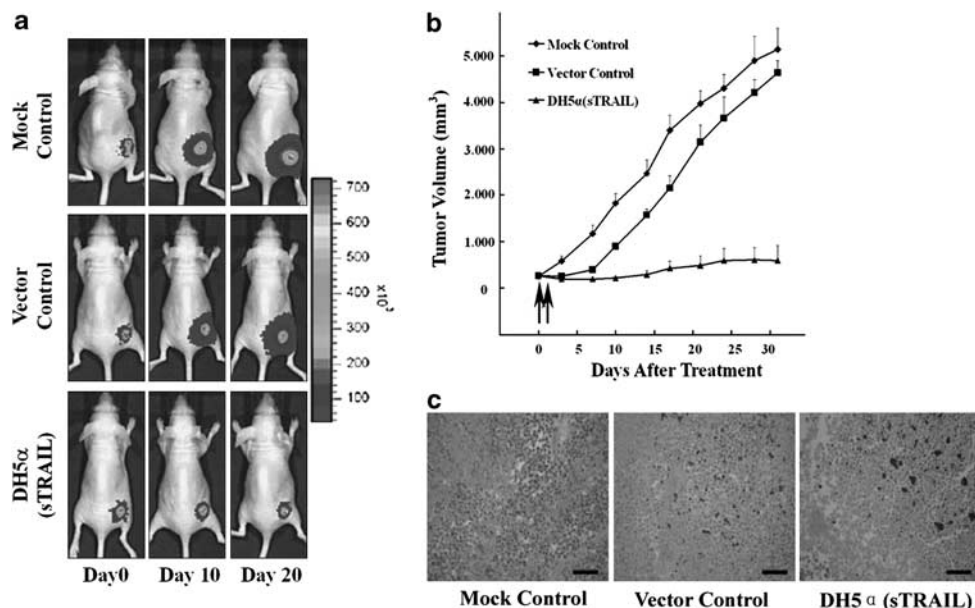 a
Mock
Control
Vector
Control
DH5α
(sTRAIL)
Day0 Day 10 Day 20
700
600
500
400
300
200
100
x10⁵
b
Mock Control
Vector Control
DH5α(sTRAIL)
Tumor Volume (mm³)
5.000
4.000
3.000
2.000
1.000
0
0 5 10 15 20 25 30
Days After Treatment
c
Mock Control Vector Control DH5 α (sTRAIL)